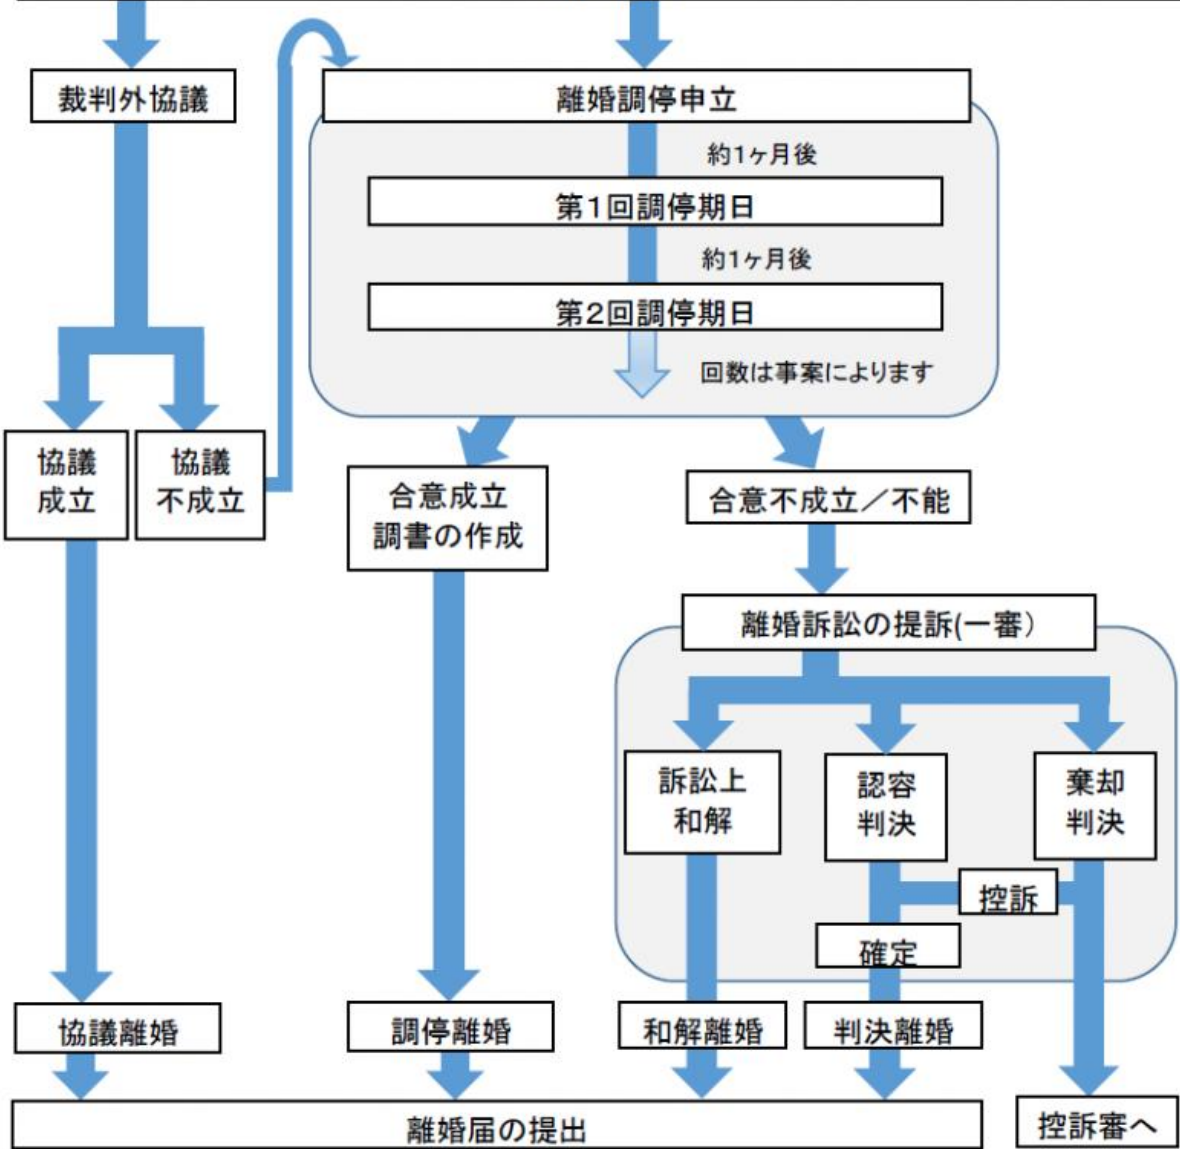 裁判外協議
離婚調停申立
約1ヶ月後
第1回調停期日
約1ヶ月後
第2回調停期日
回数は事案によります
協議
成立
協議
不成立
合意成立
調書の作成
合意不成立／不能
離婚訴訟の提訴(一審）
訴訟上
和解
認容
判決
棄却
判決
控訴
確定
協議離婚
調停離婚
和解離婚
判決離婚
離婚届の提出
控訴審へ